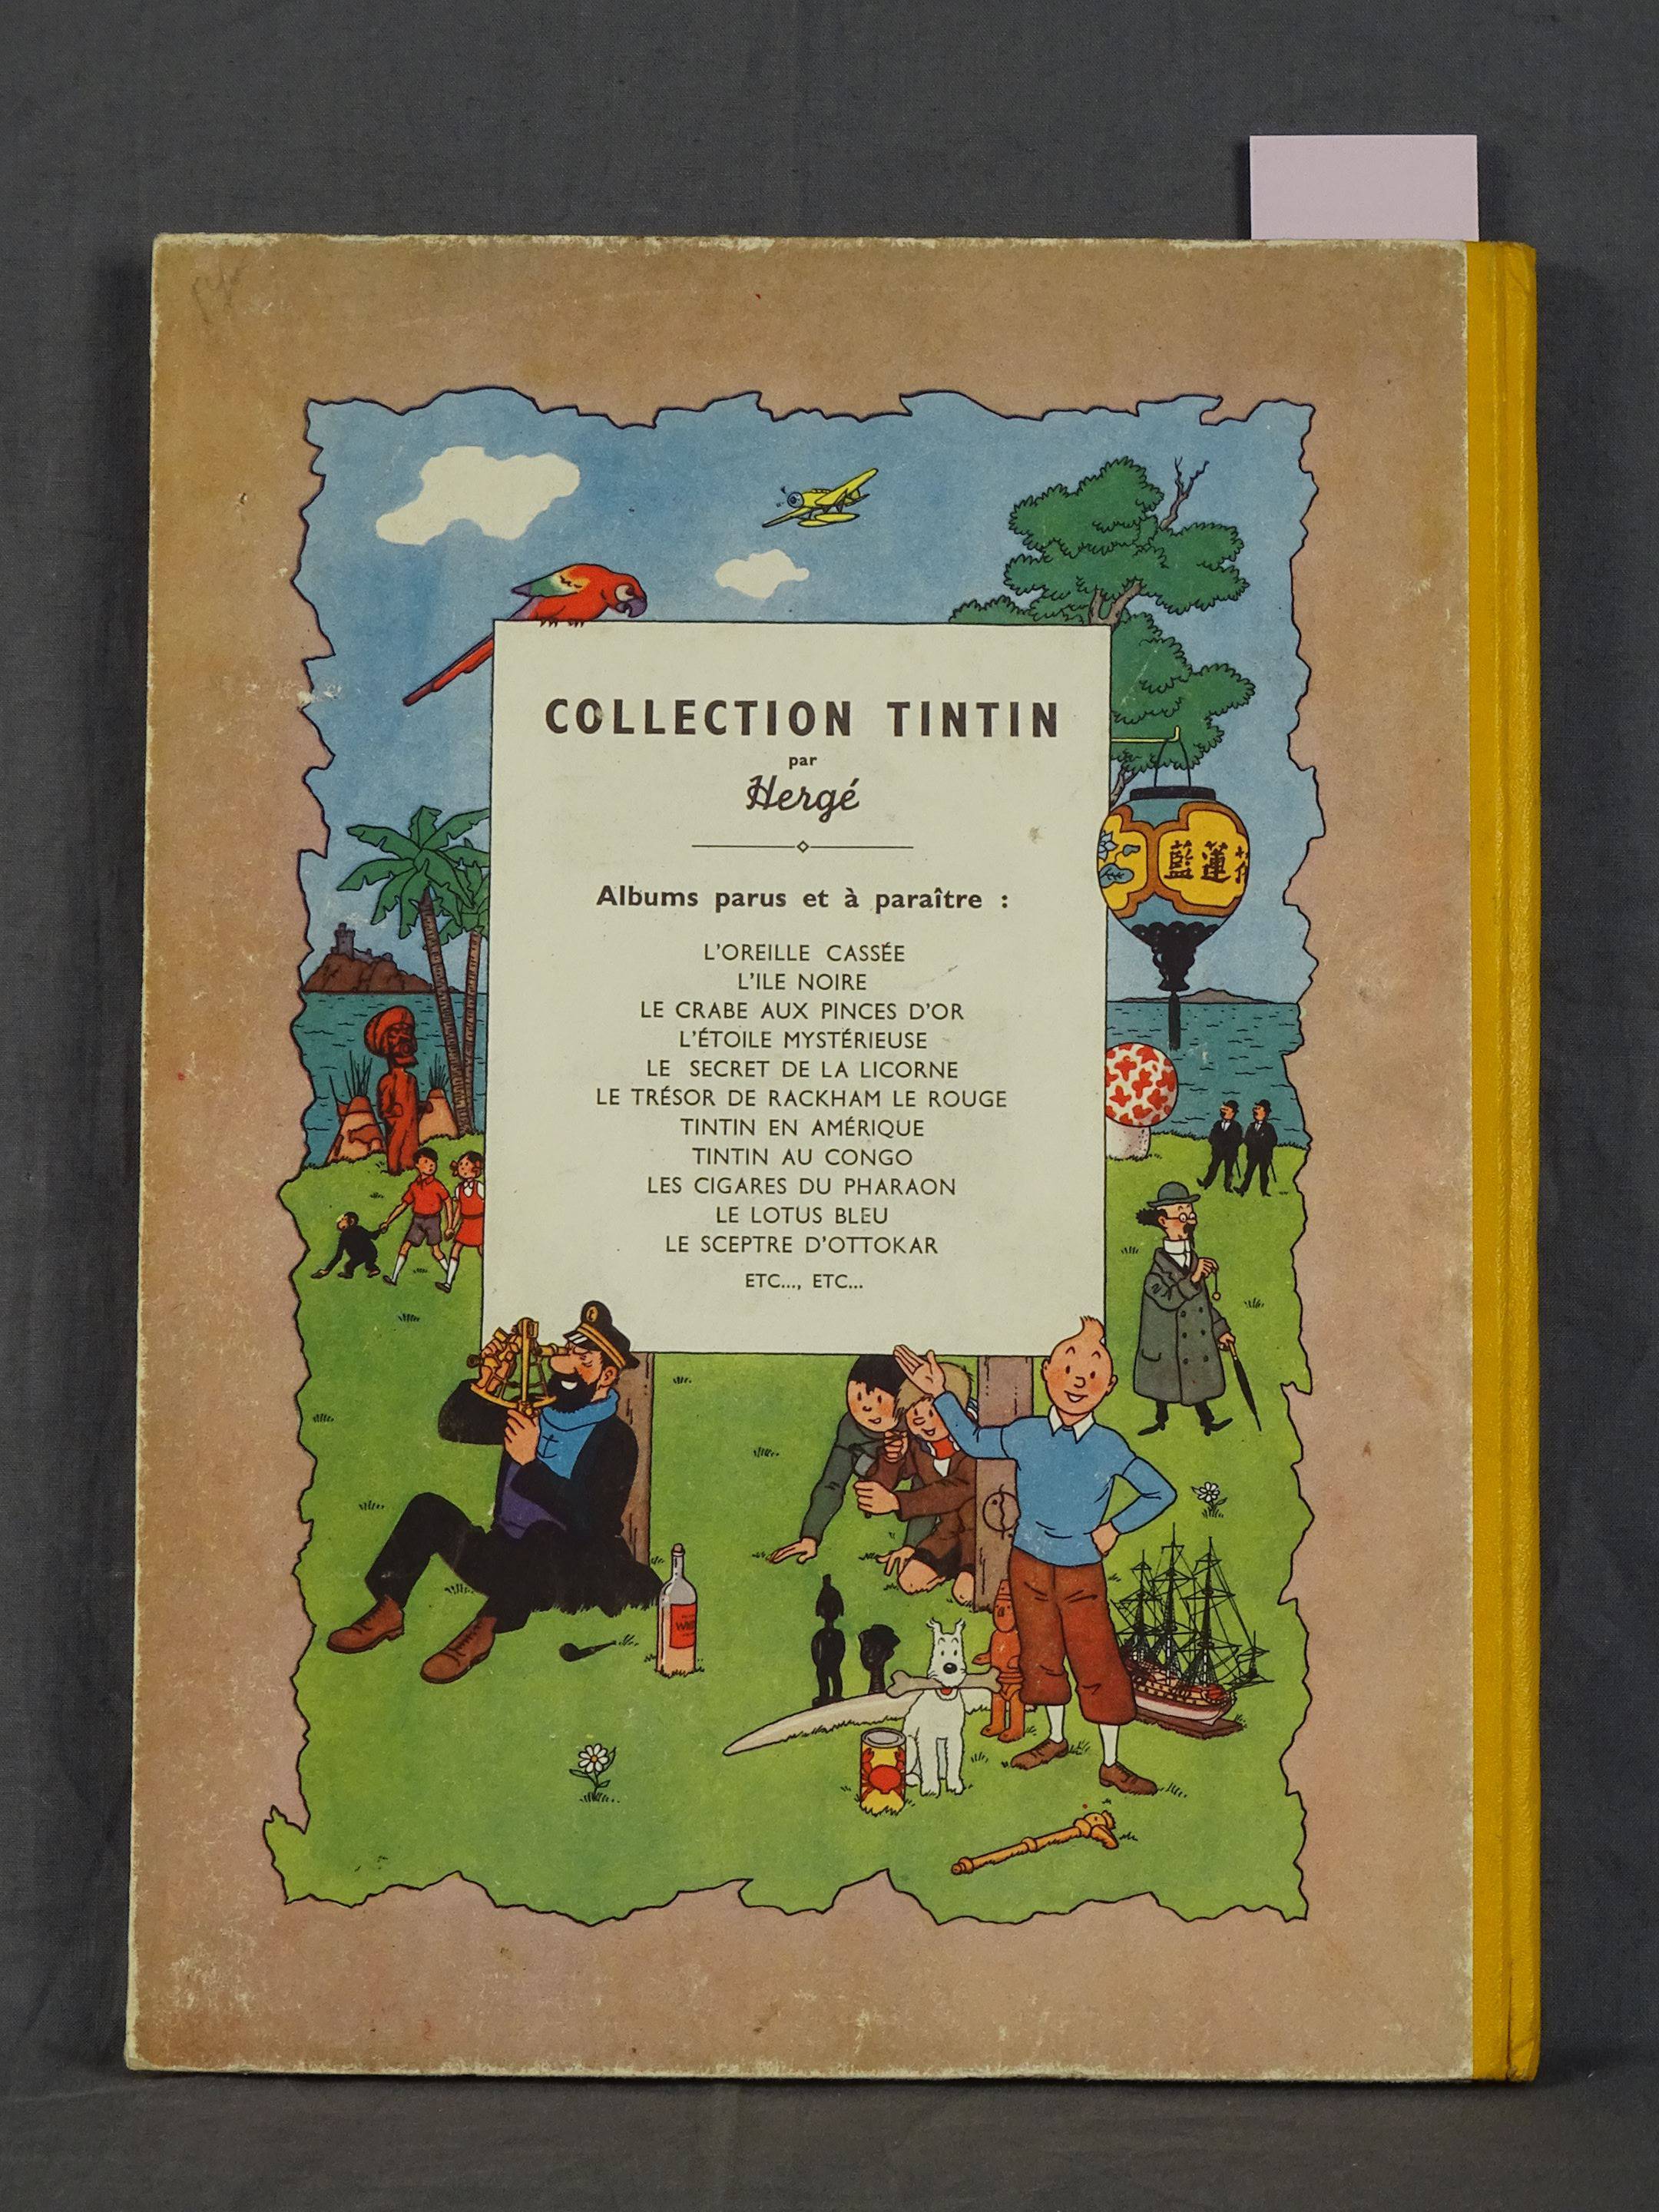 COLLECTION TINTIN
par
Hergé
Albums parus et à paraître :
L'OREILLE CASSÉE
L'ILE NOIRE
LE CRABE AUX PINCES D'OR
L'ÉTOILE MYSTÉRIEUSE
LE SECRET DE LA LICORNE
LE TRÉSOR DE RACKHAM LE ROUGE
TINTIN EN AMÉRIQUE
TINTIN AU CONGO
LES CIGARES DU PHARAON
LE LOTUS BLEU
LE SCEPTRE D'OTTOKAR
ETC..., ETC...
藍蓮